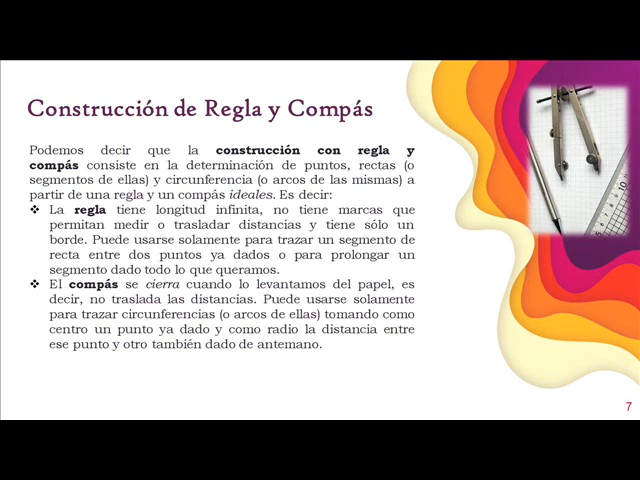 Construcción de Regla y Compás
Podemos decir que la construcción con regla y
compás consiste en la determinación de puntos, rectas (o
segmentos de ellas) y circunferencia (o arcos de las mismas) a
partir de una regla y un compás ideales. Es decir:
❖ La regla tiene longitud infinita, no tiene marcas que
permitan medir o trasladar distancias y tiene sólo un
borde. Puede usarse solamente para trazar un segmento de
recta entre dos puntos ya dados o para prolongar un
segmento dado todo lo que queramos.
❖ El compás se cierra cuando lo levantamos del papel, es
decir, no traslada las distancias. Puede usarse solamente
para trazar circunferencias (o arcos de ellas) tomando como
centro un punto ya dado y como radio la distancia entre
ese punto y otro también dado de antemano.
7